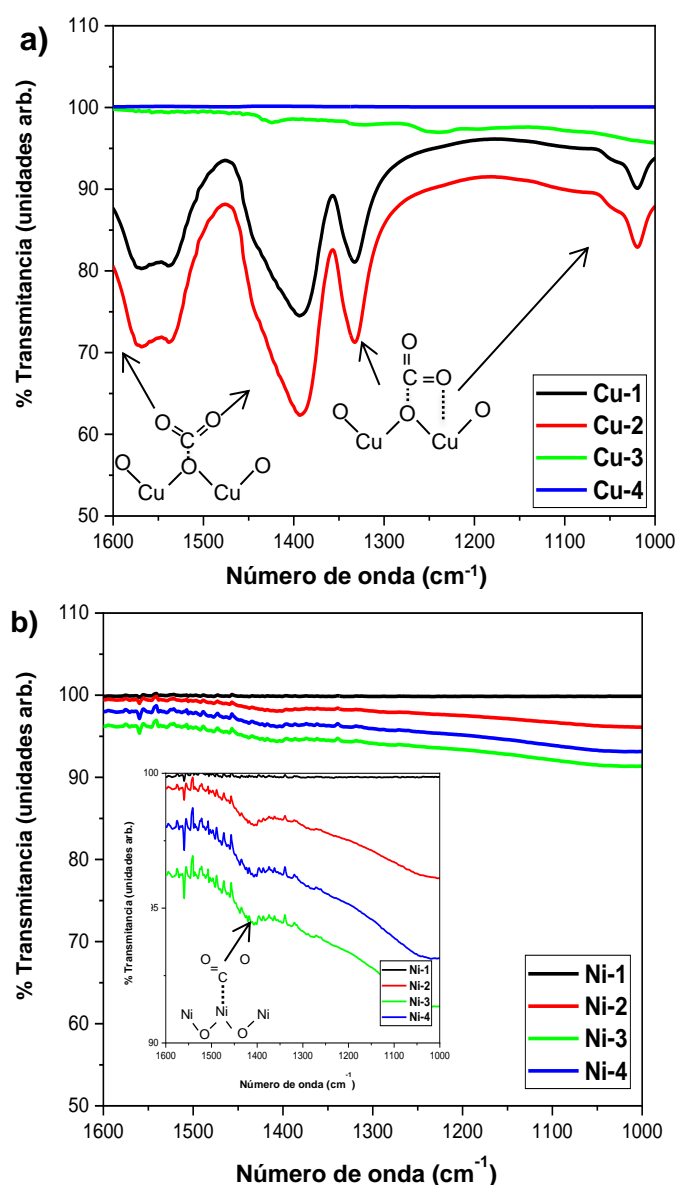 a)
110
100
90
80
70
60
50
% Transmitancia (unidades arb.)
1600 1500 1400 1300 1200 1100 1000
Número de onda (cm-1)
O O
C
O O O
Cu Cu
O
C O
O O O
Cu Cu
Cu-1
Cu-2
Cu-3
Cu-4
b)
110
100
90
80
70
60
50
% Transmitancia (unidades arb.)
1600 1500 1400 1300 1200 1100 1000
Número de onda (cm-1)
100
95
90
% Transmitancia (unidades arb.)
1600 1500 1400 1300 1200 1100 1000
Número de onda (cm-1)
O O
C
Ni Ni Ni
O O
Ni-1
Ni-2
Ni-3
Ni-4
Ni-1
Ni-2
Ni-3
Ni-4